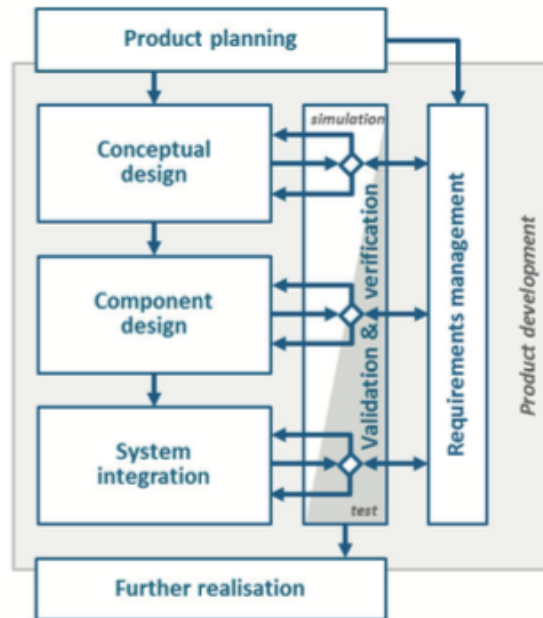 Product planning
simulation
Conceptual
design
Validation & verification
Requirements management
Product development
Component
design
System
integration
test
Further realisation